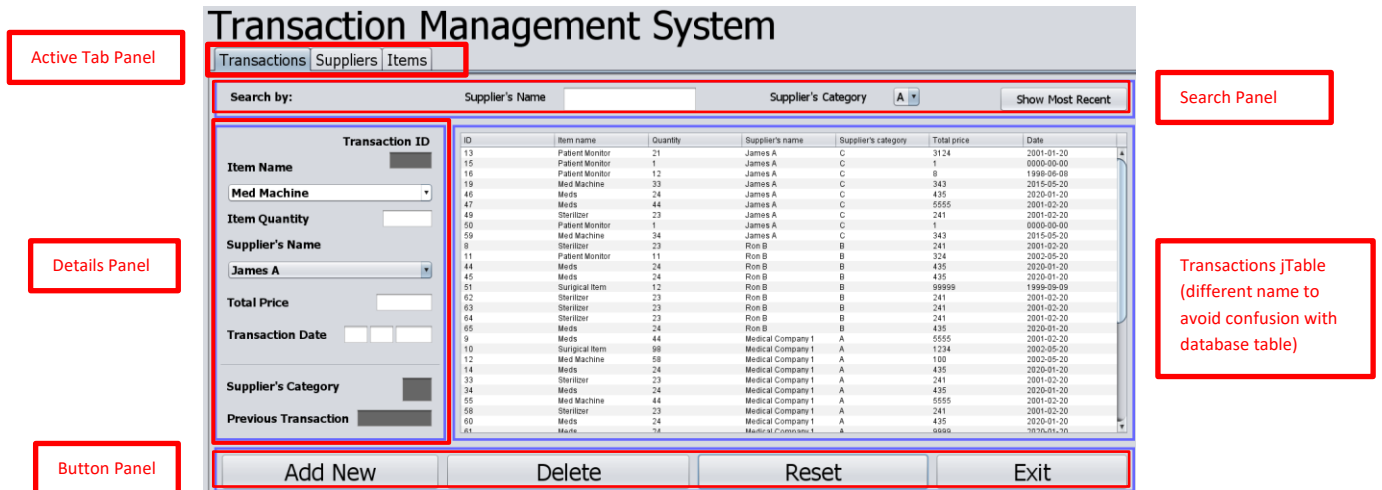 Transaction Management System
Active Tab Panel
Transactions Suppliers Items
Search by: Supplier's Name Supplier's Category A Show Most Recent
Search Panel
Transaction ID
Item Name
Med Machine
Item Quantity
Supplier's Name
James A
Total Price
Transaction Date
Supplier's Category
Previous Transaction
Details Panel
ID Item name Quantity Supplier's name Supplier's category Total price Date
13 Patient Monitor 21 James A C 3124 2001-01-20
15 Patient Monitor 1 James A C 1 0000-00-00
16 Patient Monitor 12 James A C 8 1998-06-08
19 Med Machine 33 James A C 343 2015-05-20
46 Meds 24 James A C 435 2020-01-20
47 Meds 44 James A C 5555 2001-02-20
49 Sterilizer 23 James A C 241 2001-02-20
50 Patient Monitor 1 James A C 1 0000-00-00
59 Med Machine 34 James A C 343 2015-05-20
8 Sterilizer 23 Ron B B 241 2001-02-20
11 Patient Monitor 11 Ron B B 324 2002-05-20
44 Meds 24 Ron B B 435 2020-01-20
45 Meds 24 Ron B B 435 2020-01-20
51 Surigical Item 12 Ron B B 99999 1999-09-09
62 Sterilizer 23 Ron B B 241 2001-02-20
63 Sterilizer 23 Ron B B 241 2001-02-20
64 Sterilizer 23 Ron B B 241 2001-02-20
65 Meds 24 Ron B B 435 2020-01-20
9 Meds 44 Medical Company 1 A 5555 2001-02-20
10 Surigical Item 98 Medical Company 1 A 1234 2002-05-20
12 Med Machine 58 Medical Company 1 A 100 2002-05-20
14 Meds 24 Medical Company 1 A 435 2020-01-20
33 Sterilizer 23 Medical Company 1 A 241 2001-02-20
34 Meds 24 Medical Company 1 A 435 2020-01-20
55 Med Machine 44 Medical Company 1 A 5555 2001-02-20
58 Sterilizer 23 Medical Company 1 A 241 2001-02-20
60 Meds 24 Medical Company 1 A 435 2020-01-20
61 Meds 24 Medical Company 1 A 9999 2020-01-20
Transactions jTable
(different name to
avoid confusion with
database table)
Button Panel
Add New Delete Reset Exit